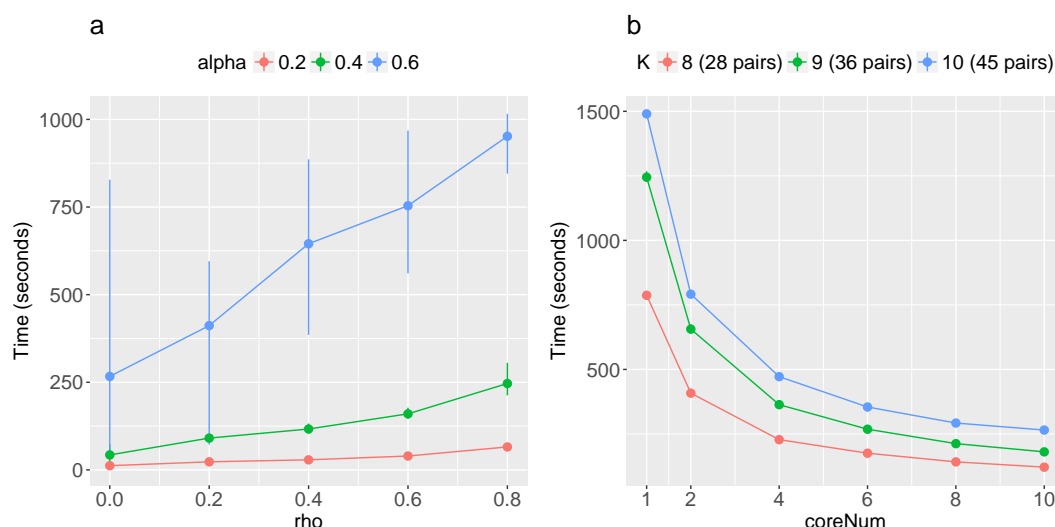 a
alpha 0.2 0.4 0.6
1000
750
500
250
0
Time (seconds)
0.0 0.2 0.4 0.6 0.8
rho
b
K 8 (28 pairs) 9 (36 pairs) 10 (45 pairs)
1500
1000
500
Time (seconds)
1 2 4 6 8 10
coreNum